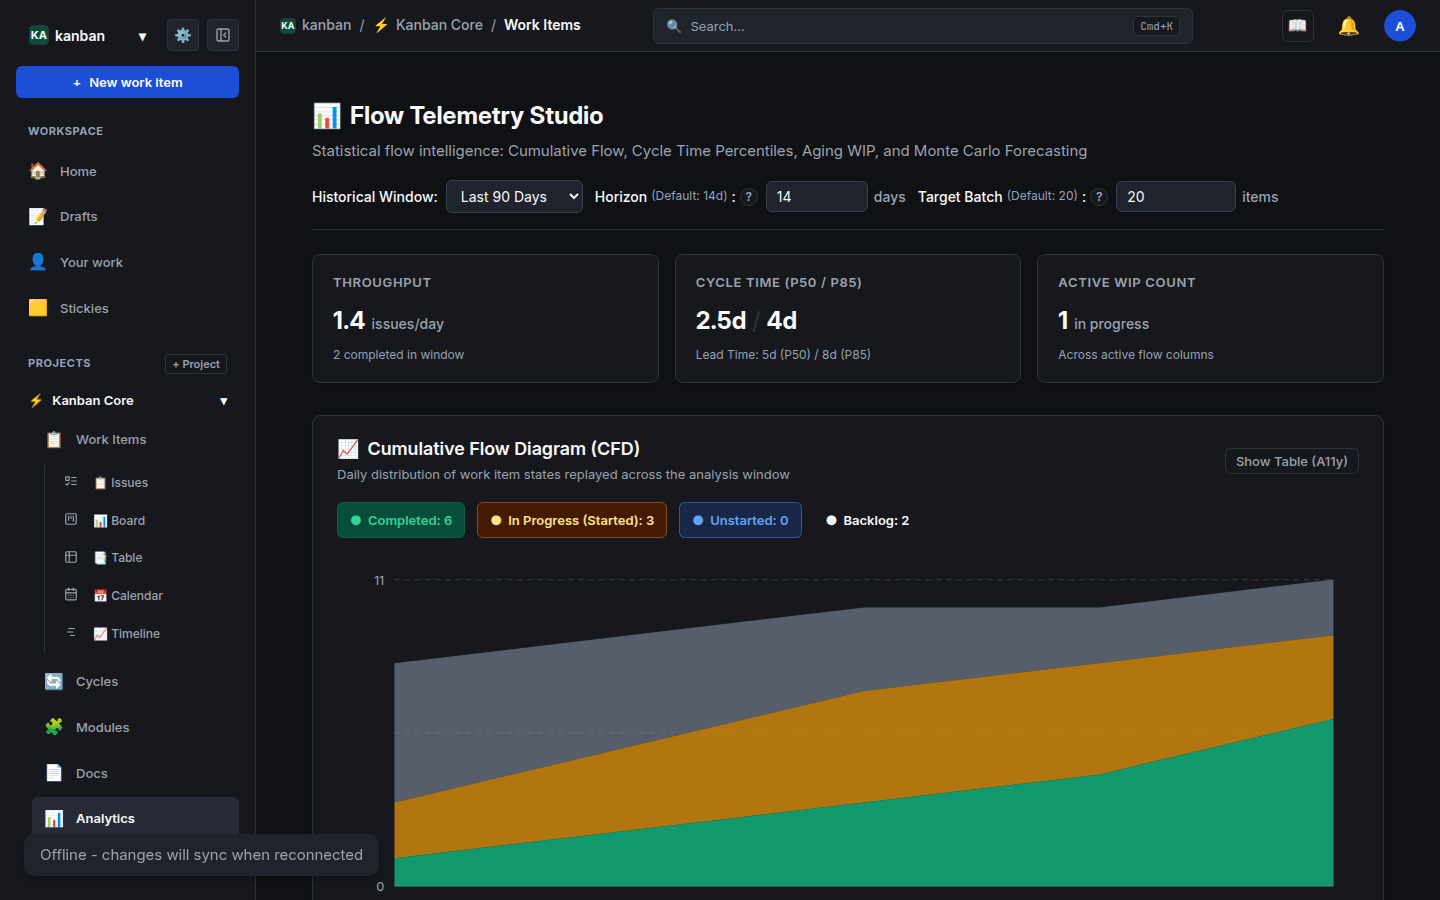 KA kanban ▾
+ New work item
WORKSPACE
Home
Drafts
Your work
Stickies
PROJECTS
+ Project
Kanban Core ▾
Work Items
Issues
Board
Table
Calendar
Timeline
Cycles
Modules
Docs
Analytics
Offline - changes will sync when reconnected
KA kanban / Kanban Core / Work Items
Search...
Cmd+K
A
Flow Telemetry Studio
Statistical flow intelligence: Cumulative Flow, Cycle Time Percentiles, Aging WIP, and Monte Carlo Forecasting
Historical Window: Last 90 Days Horizon (Default: 14d) : ? 14 days Target Batch (Default: 20) : ? 20 items
THROUGHPUT
1.4 issues/day
2 completed in window
CYCLE TIME (P50 / P85)
2.5d / 4d
Lead Time: 5d (P50) / 8d (P85)
ACTIVE WIP COUNT
1 in progress
Across active flow columns
Cumulative Flow Diagram (CFD)
Daily distribution of work item states replayed across the analysis window
Show Table (A11y)
Completed: 6
In Progress (Started): 3
Unstarted: 0
Backlog: 2
11
0